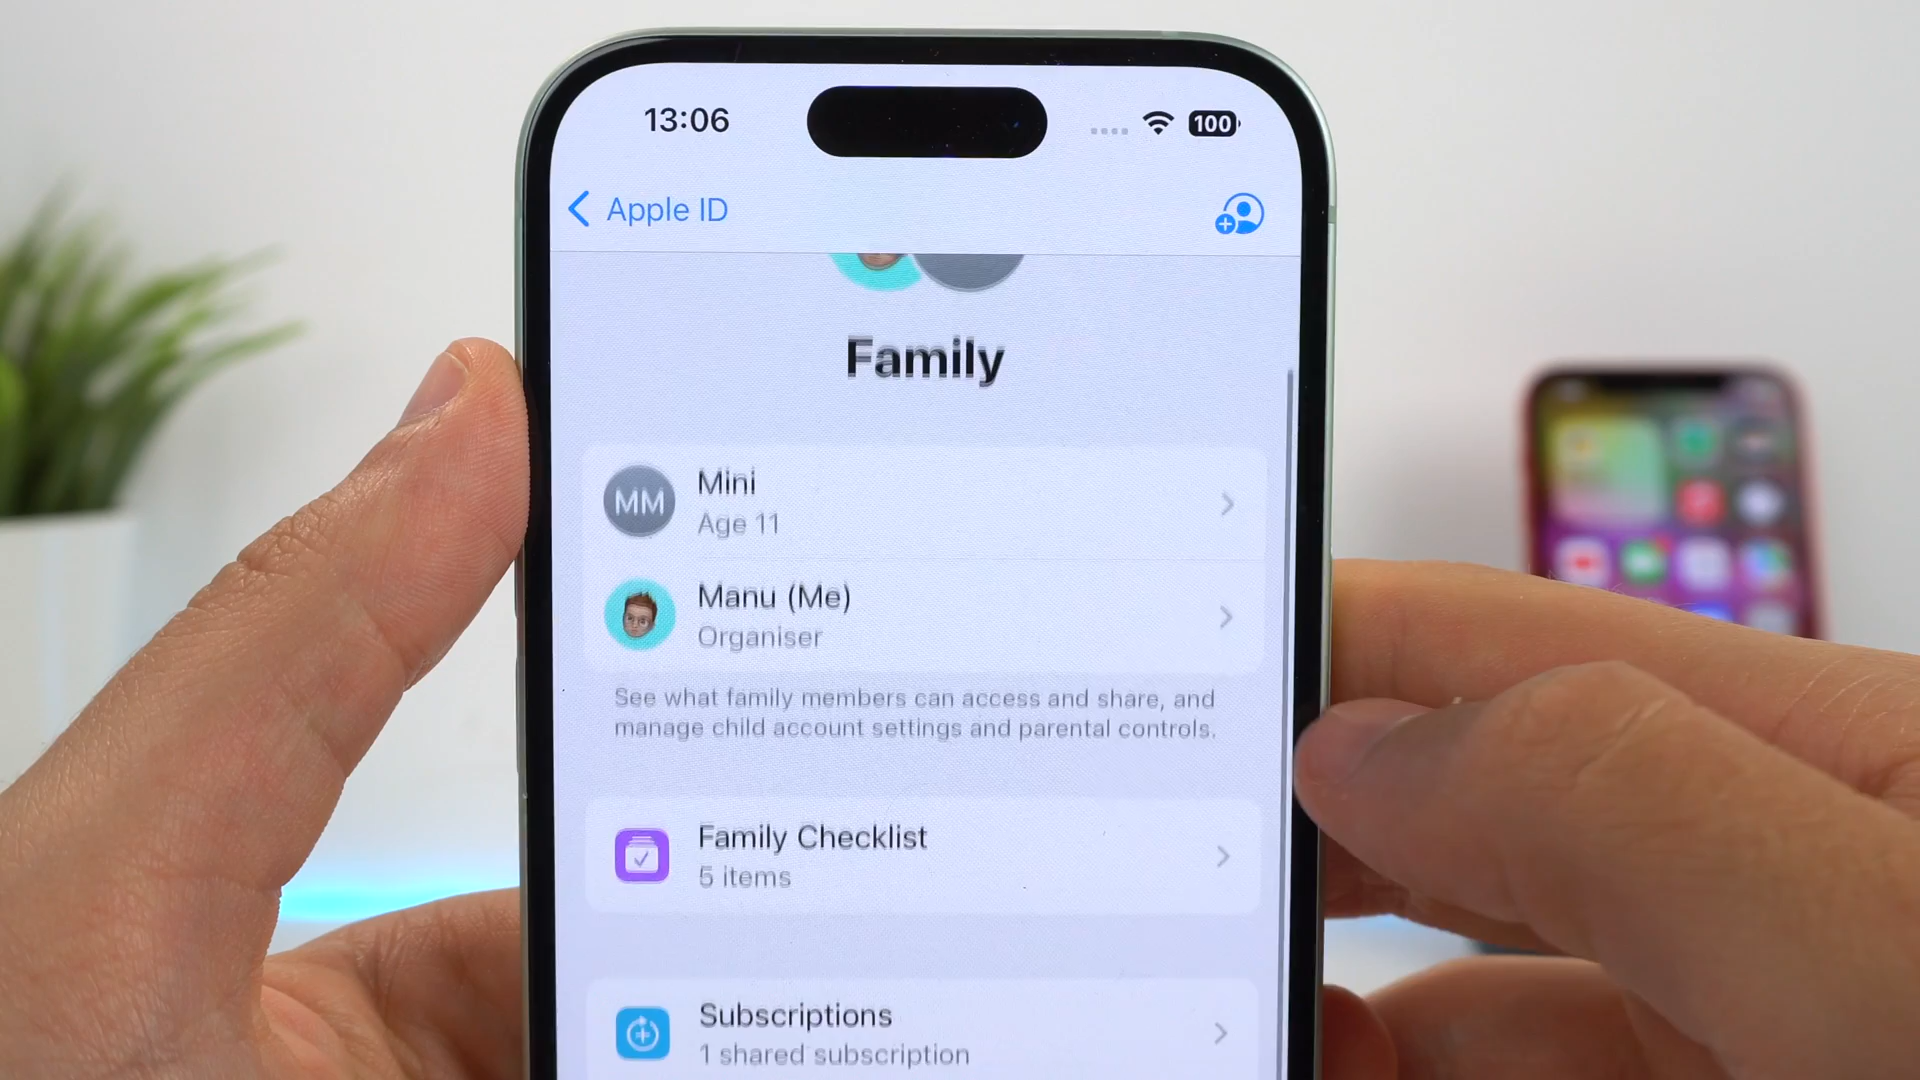 13:06
100
Apple ID
Family
MM
Mini
Age 11
Manu (Me)
Organiser
See what family members can access and share, and
manage child account settings and parental controls.
Family Checklist
5 items
Subscriptions
1 shared subscription